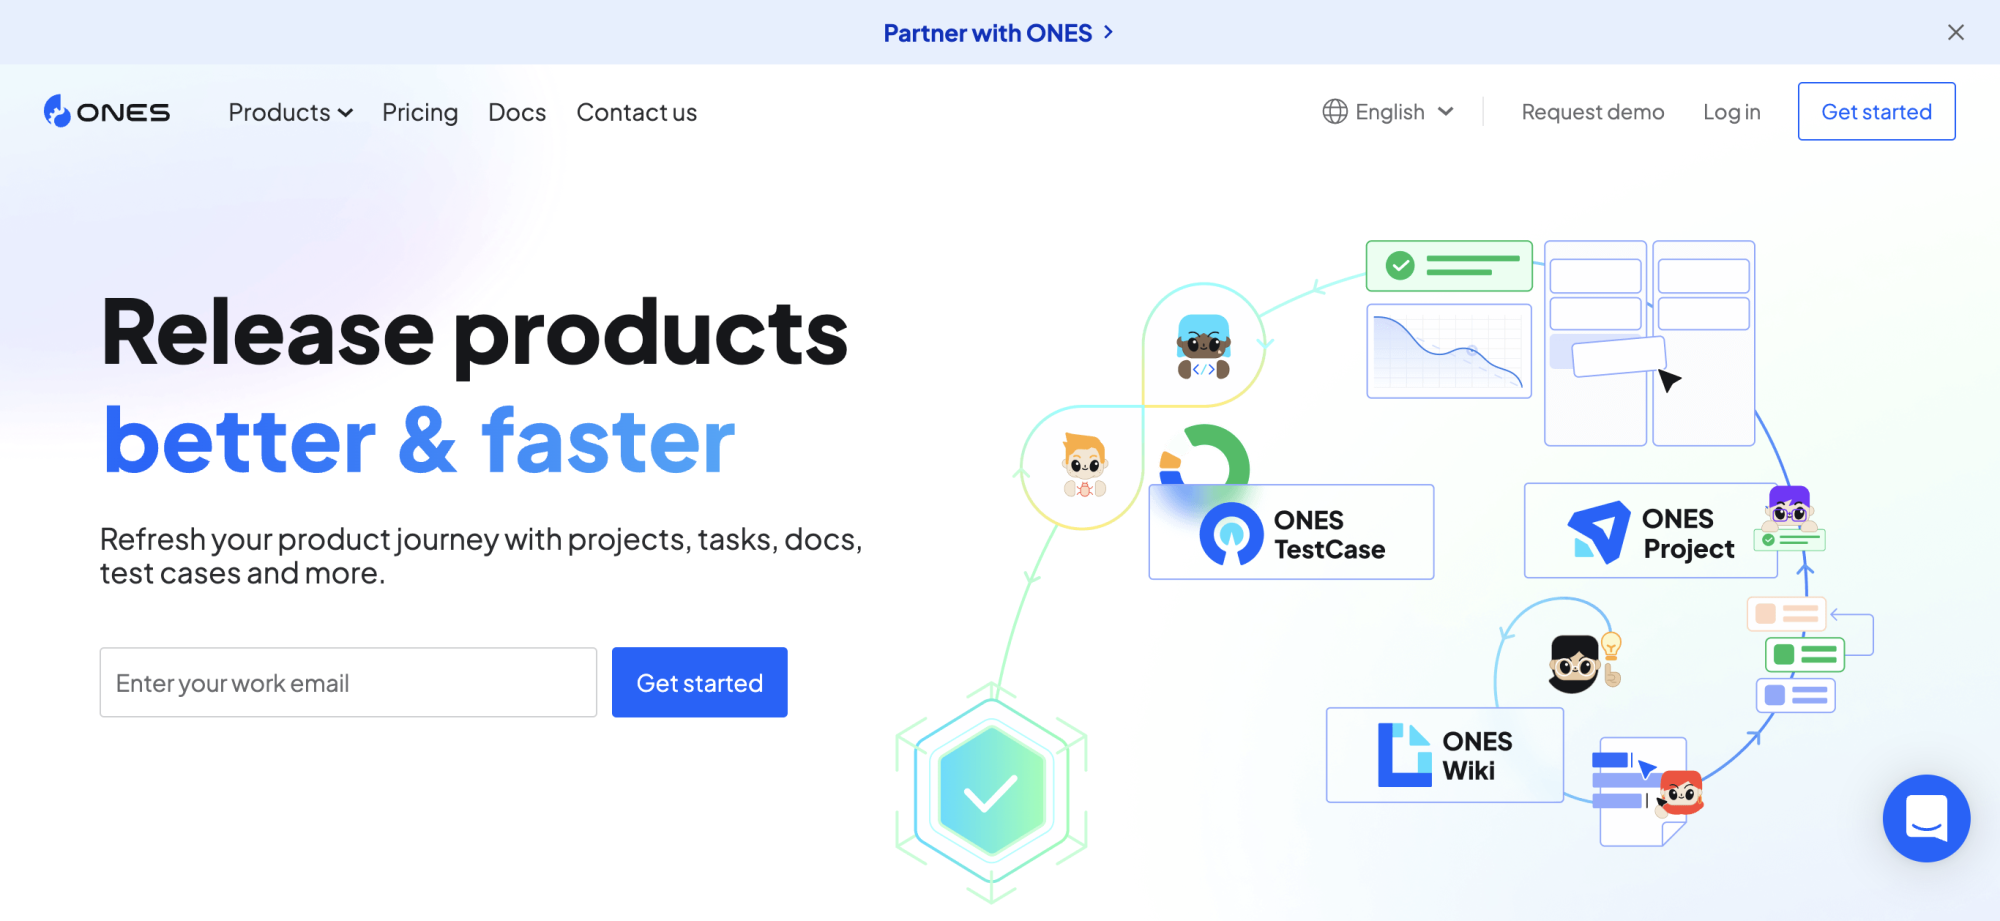 Partner with ONES
ONES
Products
Pricing
Docs
Contact us
English
Request demo
Log in
Get started
Release products
better & faster
Refresh your product journey with projects, tasks, docs,
test cases and more.
Enter your work email
Get started
</>
ONES
TestCase
ONES
Project
ONES
Wiki